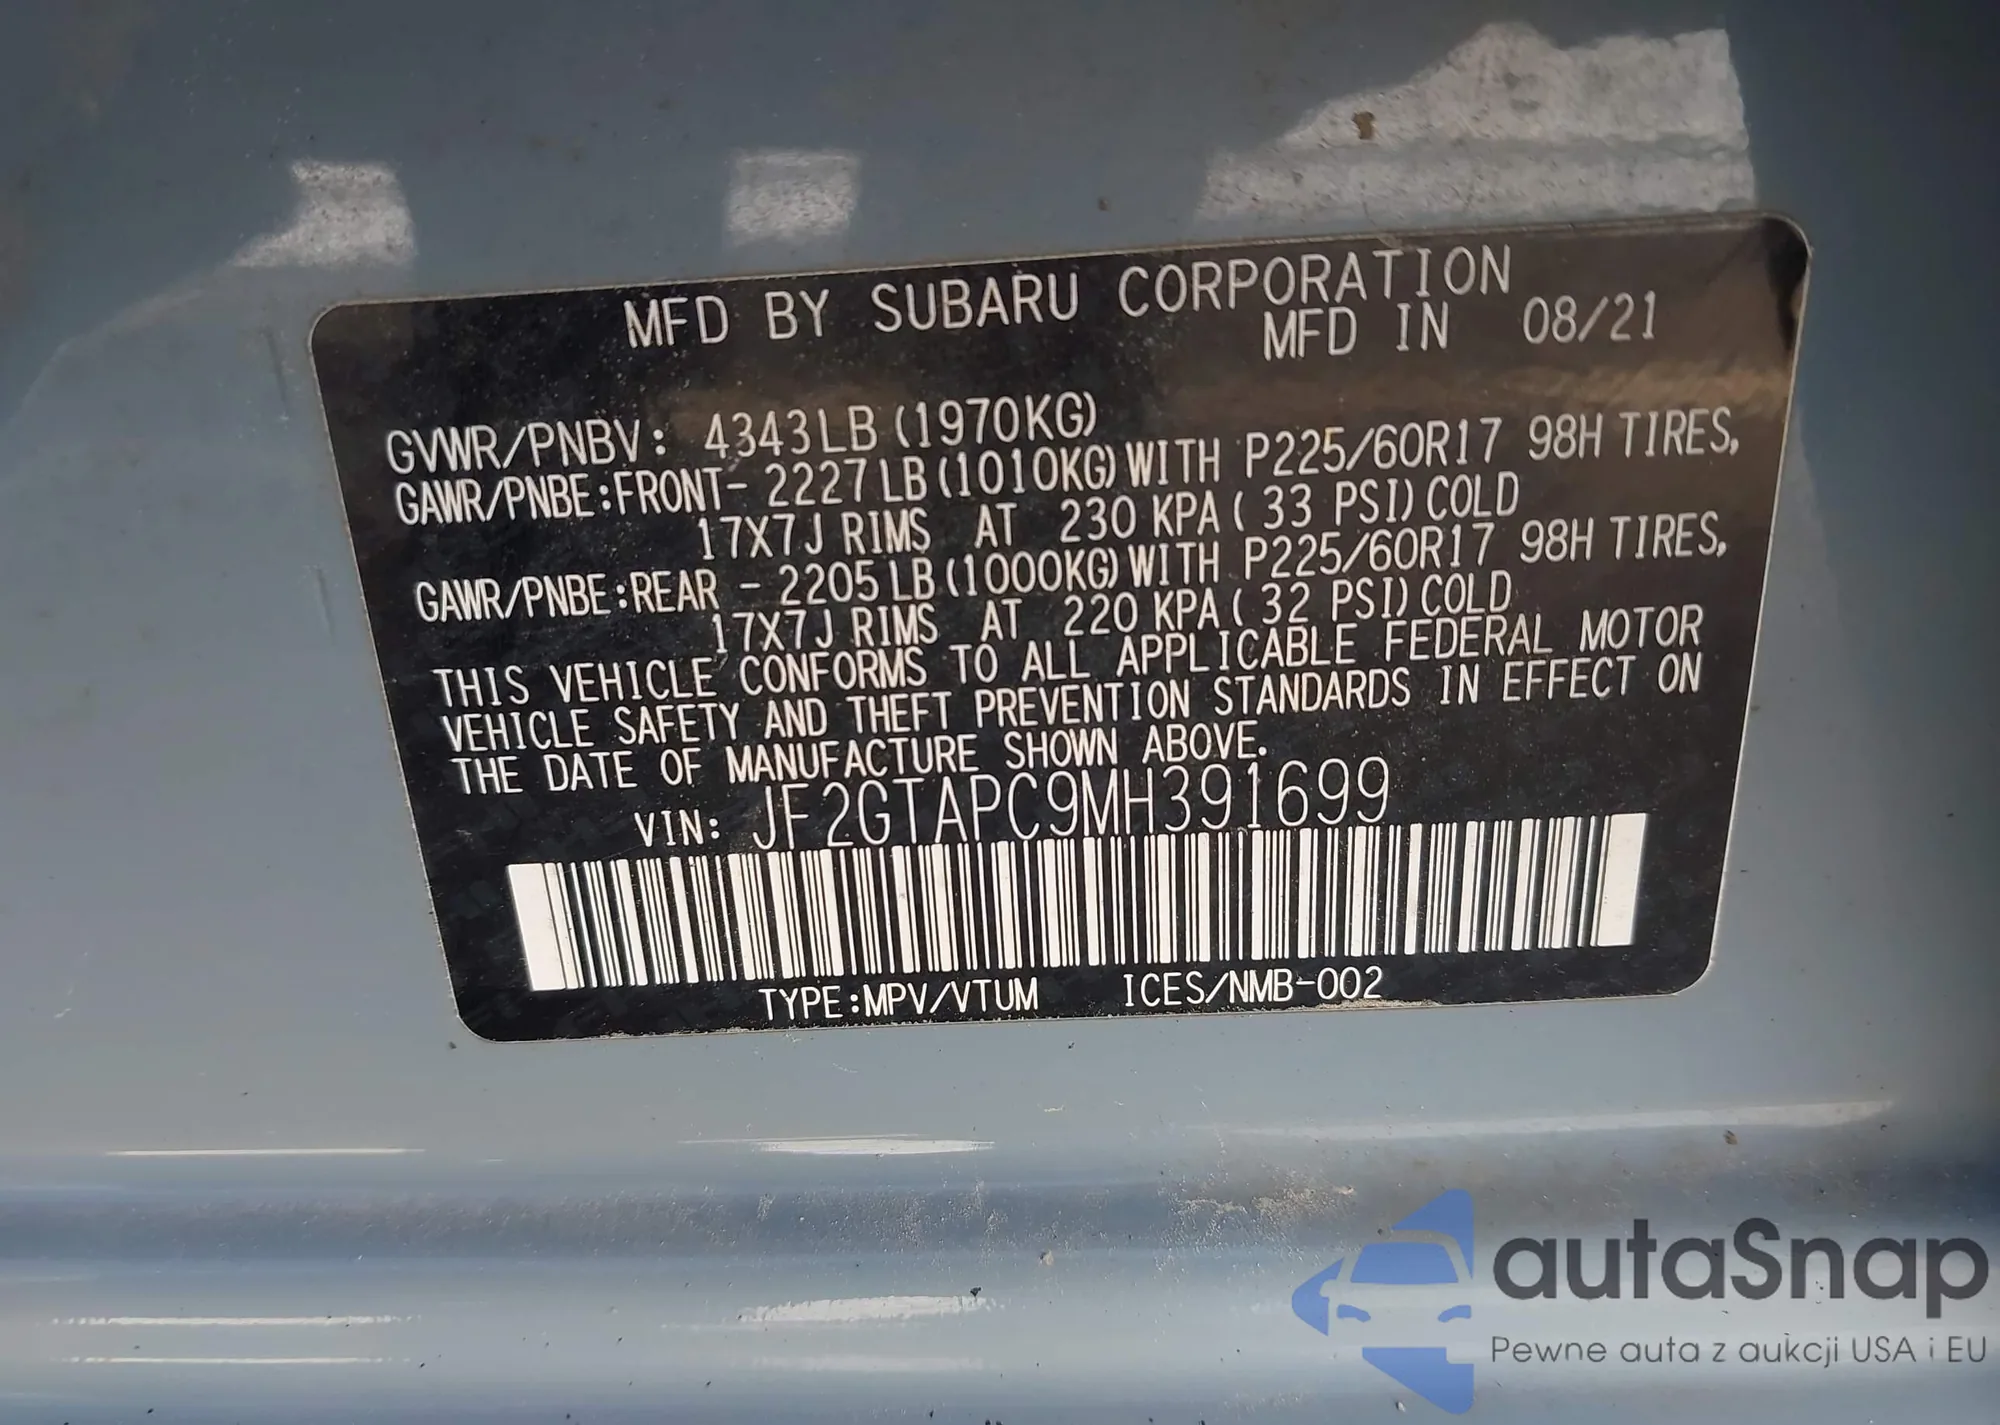 MFD BY SUBARU CORPORATION
MFD IN 08/21
GVWR/PNBV: 4343LB (1970KG)
GAWR/PNBE:FRONT- 2227LB(1010KG)WITH P225/60R17 98H TIRES,
17X7J RIMS AT 230 KPA( 33 PSI)COLD
GAWR/PNBE:REAR - 2205LB(1000KG)WITH P225/60R17 98H TIRES,
17X7J RIMS AT 220 KPA( 32 PSI)COLD
THIS VEHICLE CONFORMS TO ALL APPLICABLE FEDERAL MOTOR
VEHICLE SAFETY AND THEFT PREVENTION STANDARDS IN EFFECT ON
THE DATE OF MANUFACTURE SHOWN ABOVE.
VIN: JF2GTAPC9MH391699
TYPE:MPV/VTUM ICES/NMB-002
autaSnap
Pewne auta z aukcji USA i EU